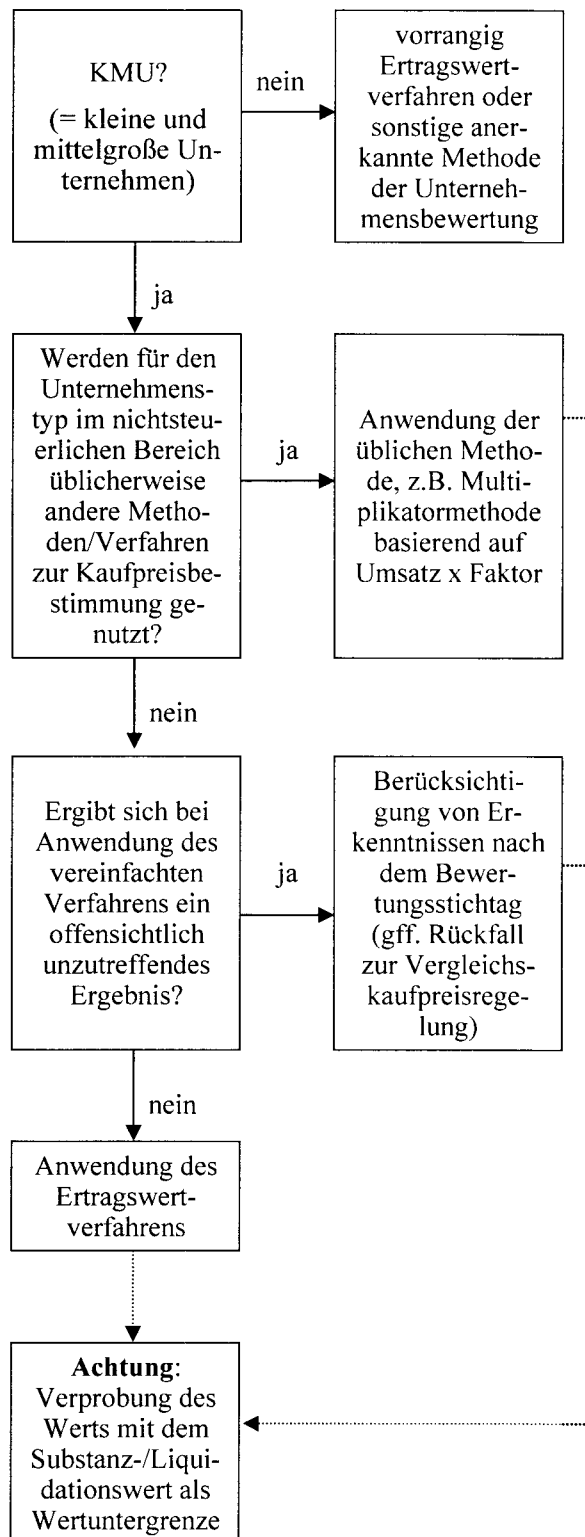 KMU?
(= kleine und
mittelgroße Un-
ternehmen)
nein
vorrangig
Ertragswert-
verfahren oder
sonstige aner-
kannte Methode
der Unterneh-
mensbewertung
ja
Werden für den
Unternehmens-
typ im nichtsteu-
erlichen Bereich
üblicherweise
andere Metho-
den/Verfahren
zur Kaufpreisbe-
stimmung ge-
nutzt?
ja
Anwendung der
üblichen Metho-
de, z.B. Multi-
plikatormethode
basierend auf
Umsatz x Faktor
nein
Ergibt sich bei
Anwendung des
vereinfachten
Verfahrens ein
offensichtlich
unzutreffendes
Ergebnis?
ja
Berücksichti-
gung von Er-
kenntnissen nach
dem Bewer-
tungsstichtag
(gff. Rückfall
zur Vergleichs-
kaufpreisrege-
lung)
nein
Anwendung des
Ertragswert-
verfahrens
Achtung:
Verprobung des
Werts mit dem
Substanz-/Liqui-
dationswert als
Wertuntergrenze